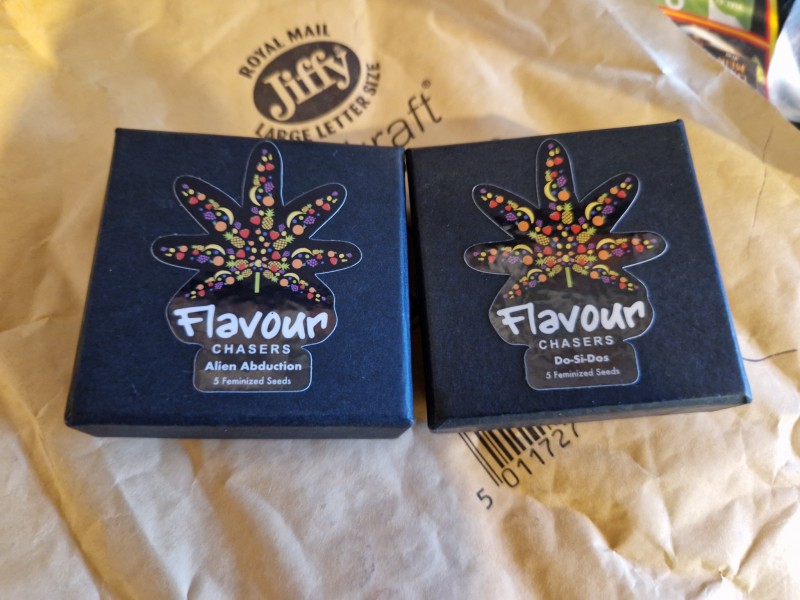 ROYAL MAIL
Jiffy
LARGE LETTER SIZE
raft®
Flavour
CHASERS
Alien Abduction
5 Feminized Seeds
Flavour
CHASERS
Do-Si-Dos
5 Feminized Seeds
5 011727